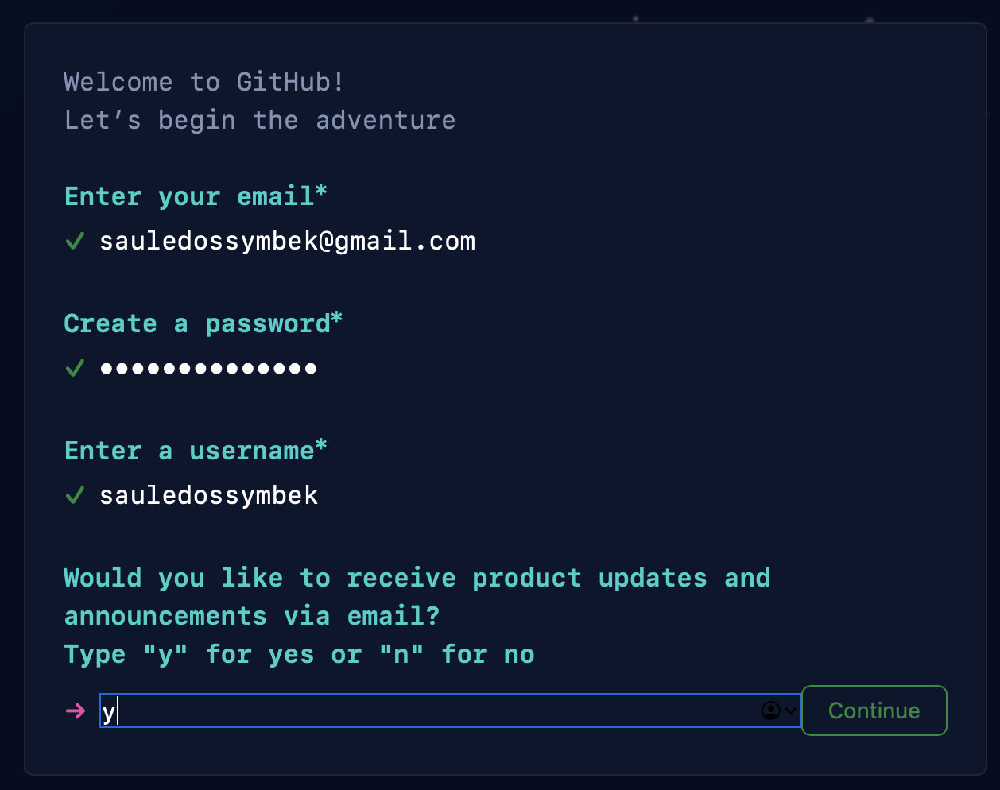 Welcome to GitHub!
Let’s begin the adventure
Enter your email*
sauledossymbek@gmail.com
Create a password*
••••••••••••••
Enter a username*
sauledossymbek
Would you like to receive product updates and
announcements via email?
Type "y" for yes or "n" for no
y
Continue